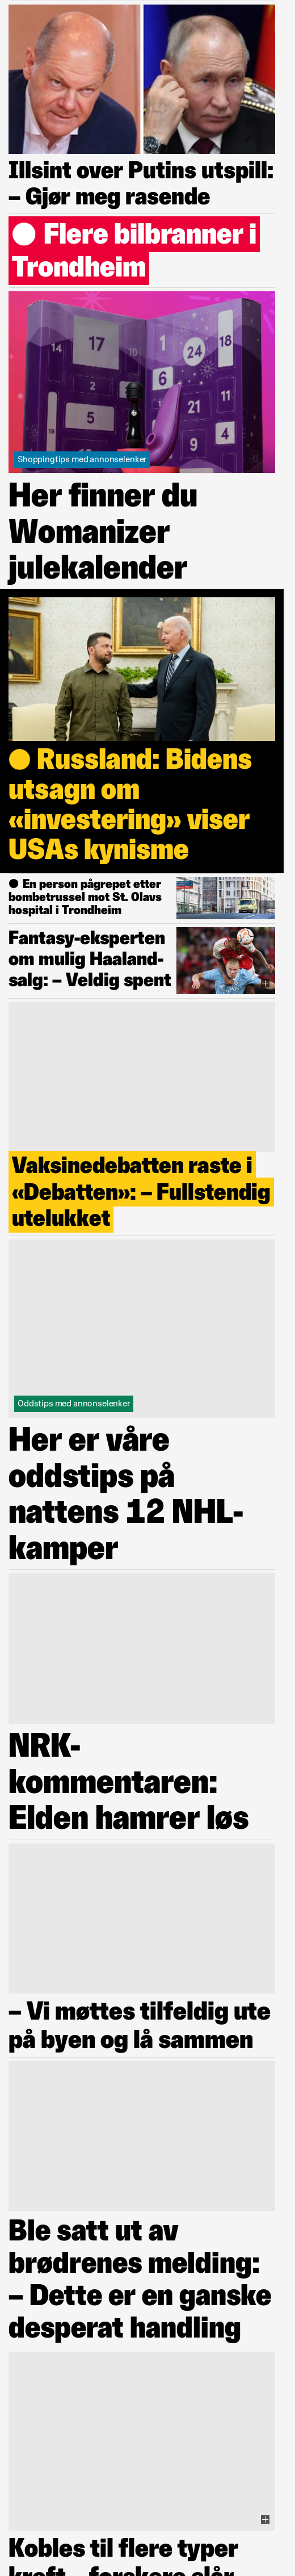 Illsint over Putins utspill:
– Gjør meg rasende
Flere bilbranner i
Trondheim
14
17
1
24
18
12
5
6
21
2
19
9
4
9
Shoppingtips med annonselenker
Her finner du
Womanizer
julekalender
Russland: Bidens
utsagn om
«investering» viser
USAs kynisme
En person pågrepet etter
bombetrussel mot St. Olavs
hospital i Trondheim
Fantasy-eksperten
om mulig Haaland-
salg: – Veldig spent
Vaksinedebatten raste i
«Debatten»: – Fullstendig
utelukket
Oddstips med annonselenker
Her er våre
oddstips på
nattens 12 NHL-
kamper
NRK-
kommentaren:
Elden hamrer løs
– Vi møttes tilfeldig ute
på byen og lå sammen
Ble satt ut av
brødrenes melding:
– Dette er en ganske
desperat handling
Kobles til flere typer
kreft – forskere slår